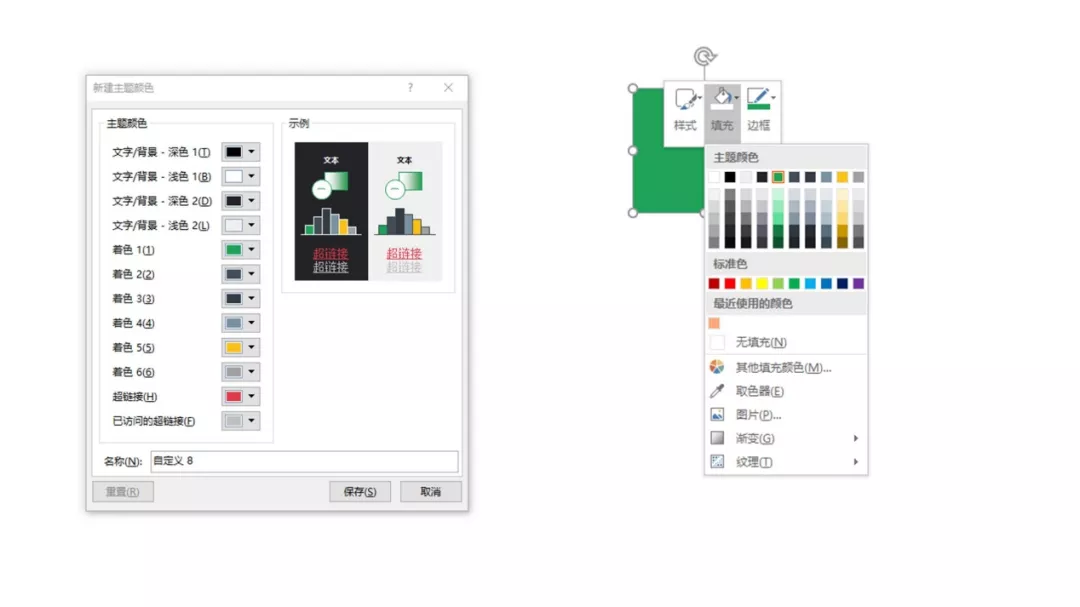 新建主题颜色
?
主题颜色
文字/背景 - 深色 1(T)
文字/背景 - 浅色 1(B)
文字/背景 - 深色 2(D)
文字/背景 - 浅色 2(L)
着色 1(1)
着色 2(2)
着色 3(3)
着色 4(4)
着色 5(5)
着色 6(6)
超链接(H)
已访问的超链接(F)
示例
文本 文本
超链接 超链接
超链接 超链接
名称(N): 自定义 8
重置(R) 保存(S) 取消
样式 填充 边框
主题颜色
标准色
最近使用的颜色
无填充(N)
其他填充颜色(M)...
取色器(E)
图片(P)...
渐变(G)
纹理(T)